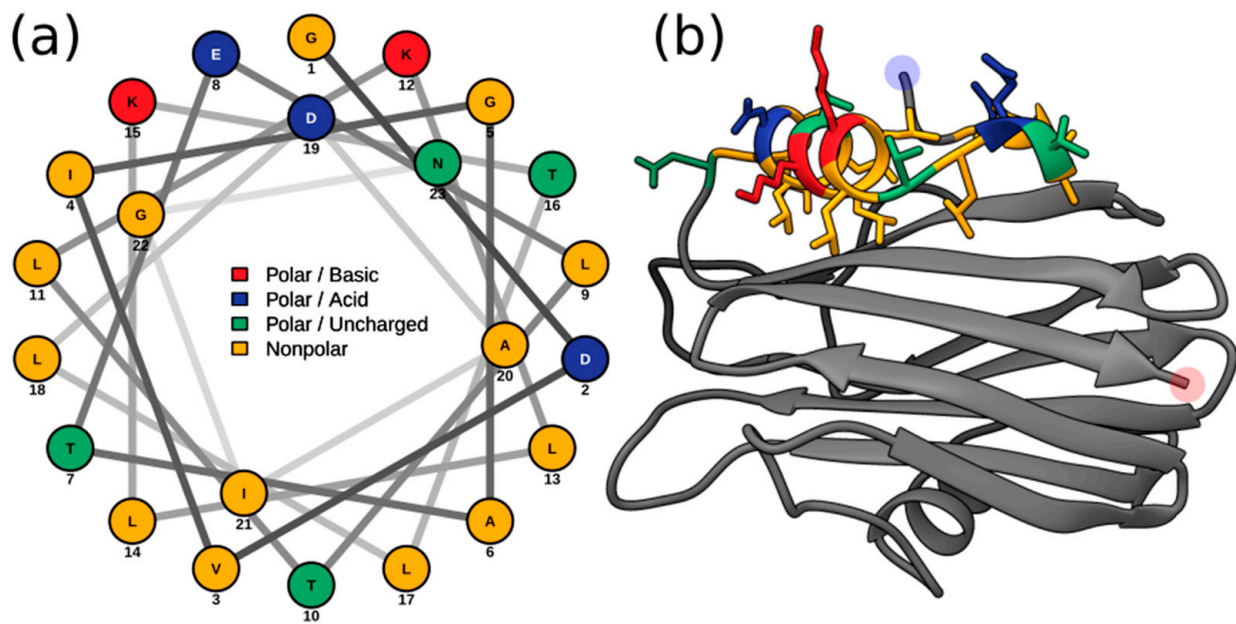 (a)
(b)
G
1
K
12
E
8
K
15
D
19
G
5
I
4
N
23
T
16
G
22
L
11
L
9
Polar / Basic
Polar / Acid
Polar / Uncharged
Nonpolar
L
18
A
20
D
2
T
7
L
13
I
21
L
14
A
6
V
3
T
10
L
17